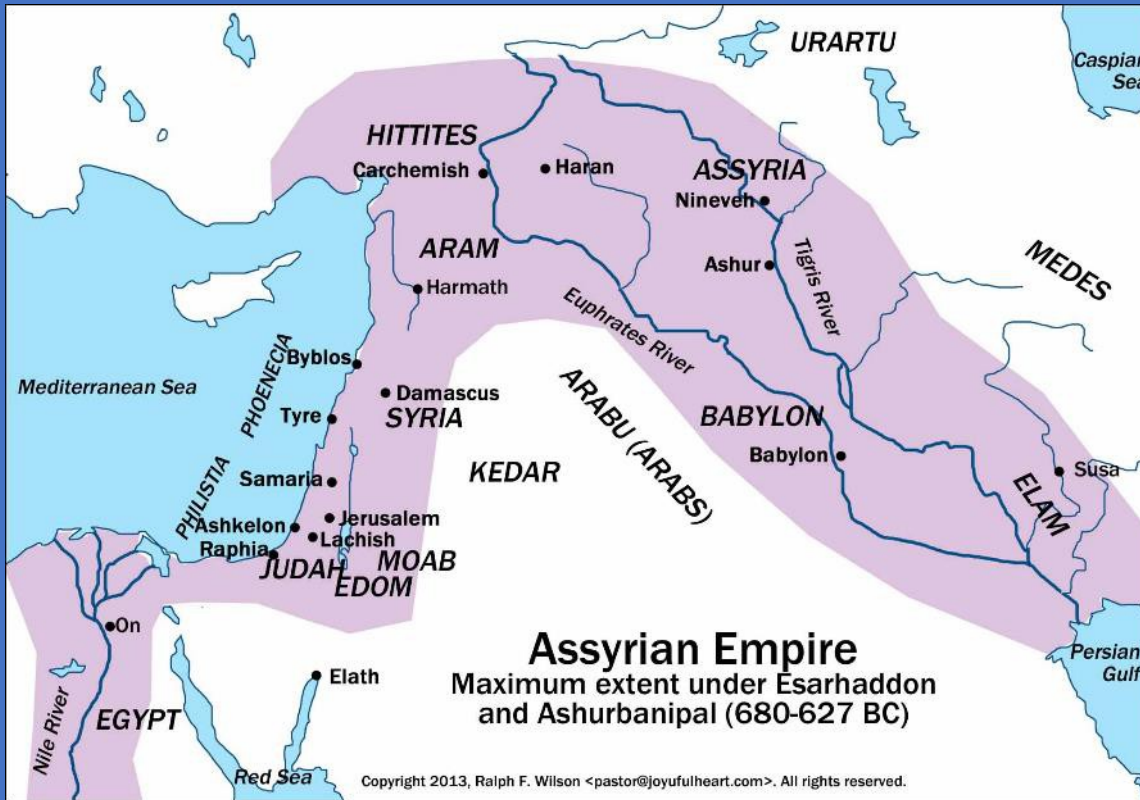 URARTU
Caspian
Sea
HITTITES
Carchemish
Haran
ASSYRIA
Nineveh
ARAM
Ashur
Tigris River
MEDES
Harmath
Euphrates River
Byblos
PHOENECIA
Mediterranean Sea
Damascus
ARABU (ARABS)
Tyre
SYRIA
BABYLON
Babylon
KEDAR
Samaria
Susa
PHILISTIA
ELAM
Ashkelon
Jerusalem
Raphia
Lachish
JUDAH
MOAB
EDOM
On
Assyrian Empire
Maximum extent under Esarhaddon
and Ashurbanipal (680-627 BC)
Persian
Gulf
Elath
EGYPT
Nile River
Red Sea
Copyright 2013, Ralph F. Wilson <pastor@joyufulheart.com>. All rights reserved.